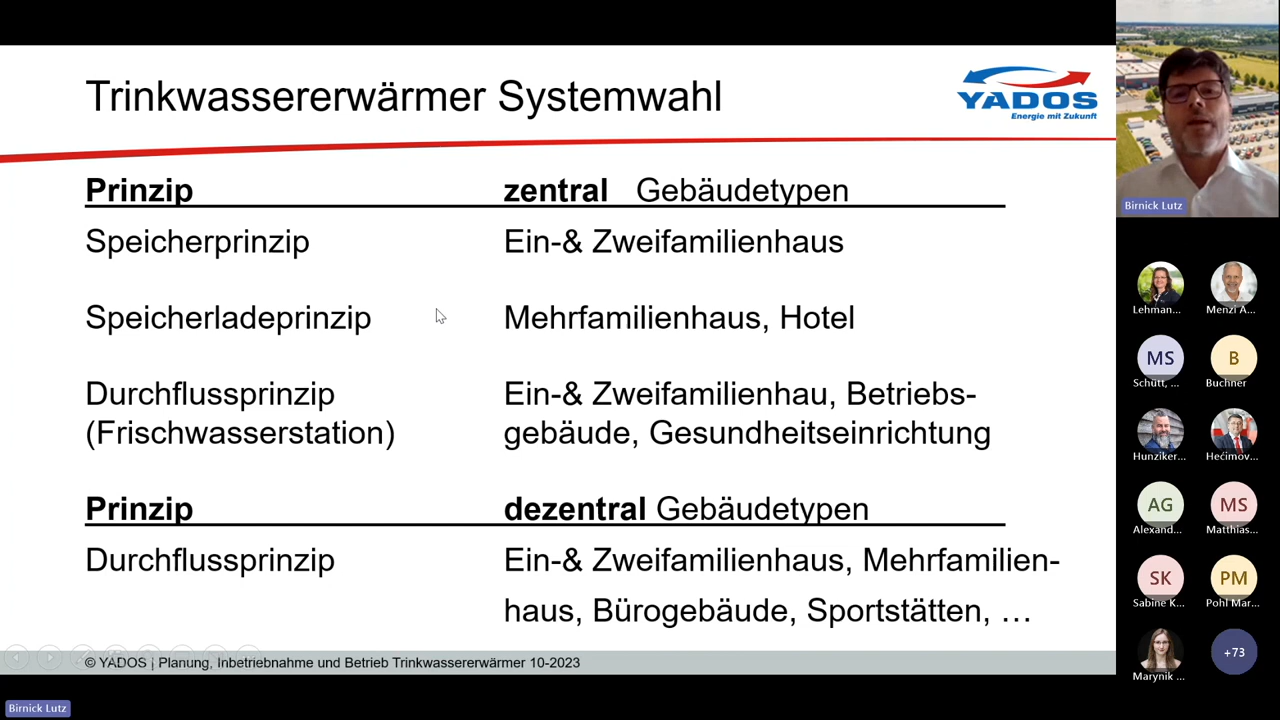 Trinkwassererwärmer Systemwahl
YADOS
Energie mit Zukunft
Prinzip zentral Gebäudetypen
Speicherprinzip Ein-& Zweifamilienhaus
Speicherladeprinzip Mehrfamilienhaus, Hotel
Durchflussprinzip Ein-& Zweifamilienhau, Betriebs-
(Frischwasserstation) gebäude, Gesundheitseinrichtung
Prinzip dezentral Gebäudetypen
Durchflussprinzip Ein-& Zweifamilienhaus, Mehrfamilien-
haus, Bürogebäude, Sportstätten, …
© YADOS | Planung, Inbetriebnahme und Betrieb Trinkwassererwärmer 10-2023
Birnick Lutz
Birnick Lutz
Lehman... Menzi A...
MS B
Schütt, ... Buchner
Hunziker... Hećimov...
AG MS
Alexand... Matthias...
SK PM
Sabine K... Pohl Mar...
Marynik ... +73